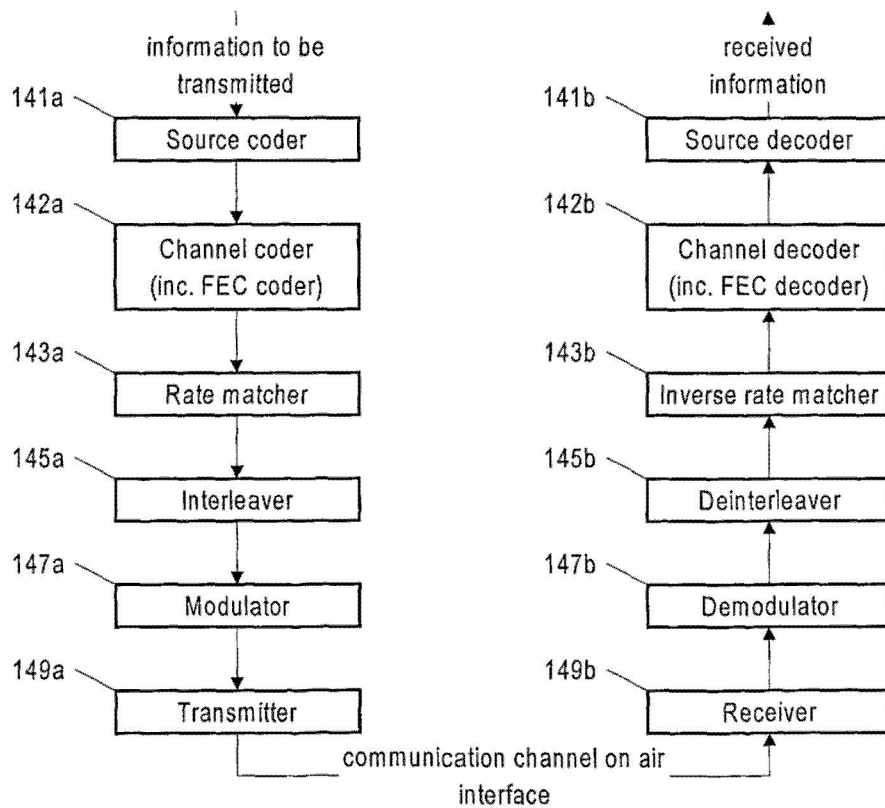 information to be
transmitted
141a
Source coder
142a
Channel coder
(inc. FEC coder)
143a
Rate matcher
145a
Interleaver
147a
Modulator
149a
Transmitter
communication channel on air
interface
received
information
141b
Source decoder
142b
Channel decoder
(inc. FEC decoder)
143b
Inverse rate matcher
145b
Deinterleaver
147b
Demodulator
149b
Receiver